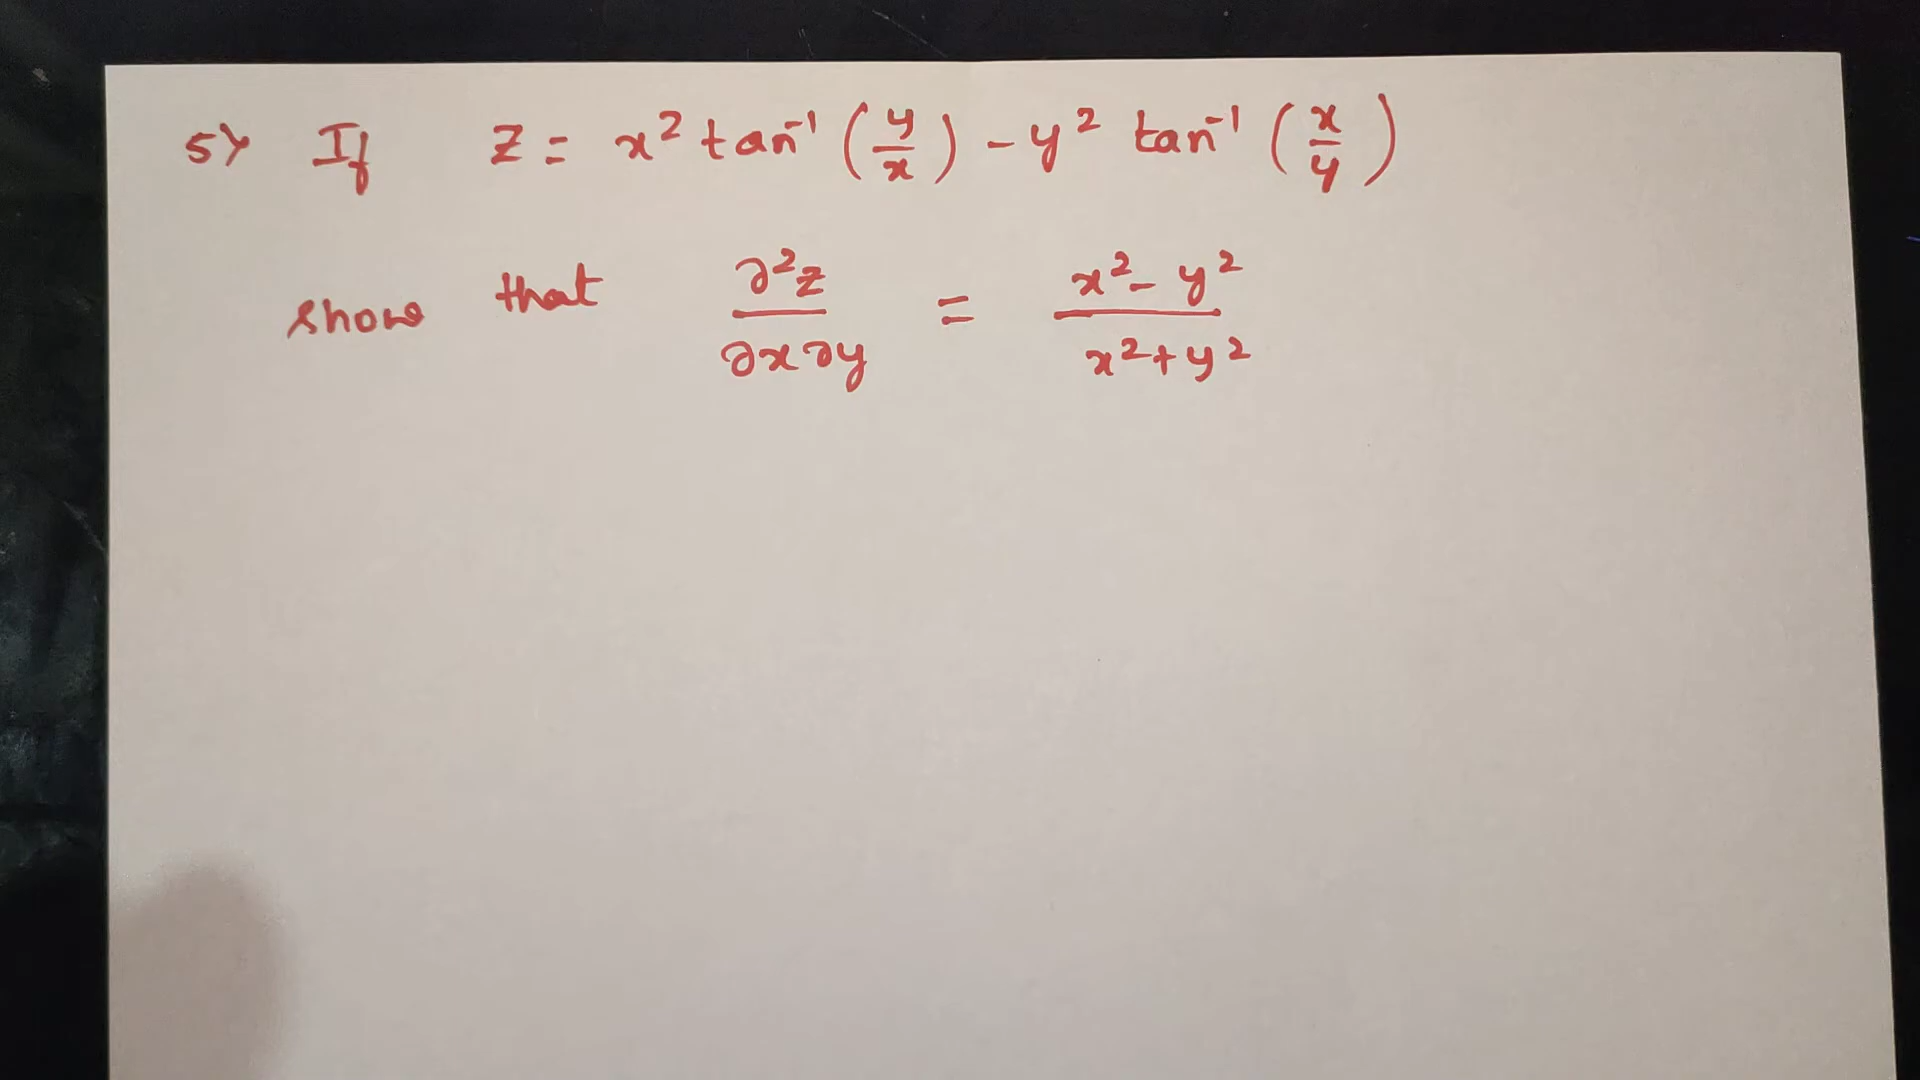 5) If z = x² tan⁻¹ (y/x) - y² tan⁻¹ (x/y)
show that ∂²z/∂x∂y = x²- y²/x²+y²